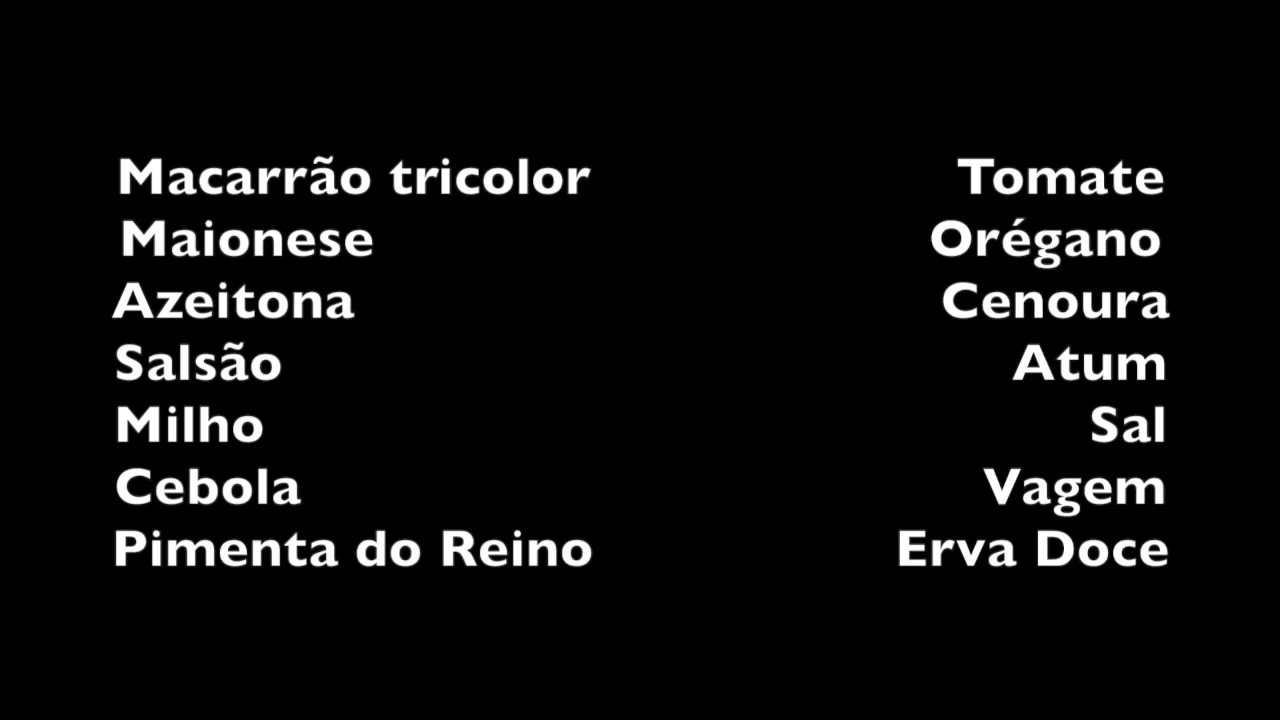 Macarrão tricolor
Maionese
Azeitona
Salsão
Milho
Cebola
Pimenta do Reino
Tomate
Orégano
Cenoura
Atum
Sal
Vagem
Erva Doce